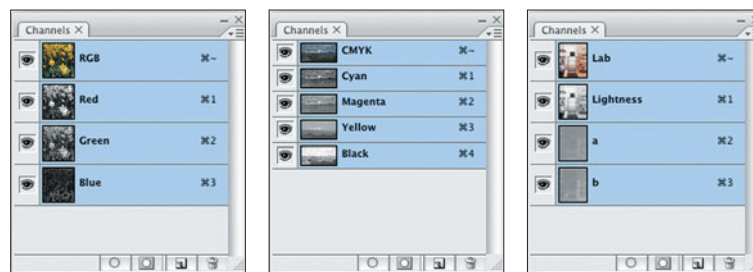 Channels ×
RGB ⌘~
Red ⌘1
Green ⌘2
Blue ⌘3
Channels ×
CMYK ⌘~
Cyan ⌘1
Magenta ⌘2
Yellow ⌘3
Black ⌘4
Channels ×
Lab ⌘~
Lightness ⌘1
a ⌘2
b ⌘3